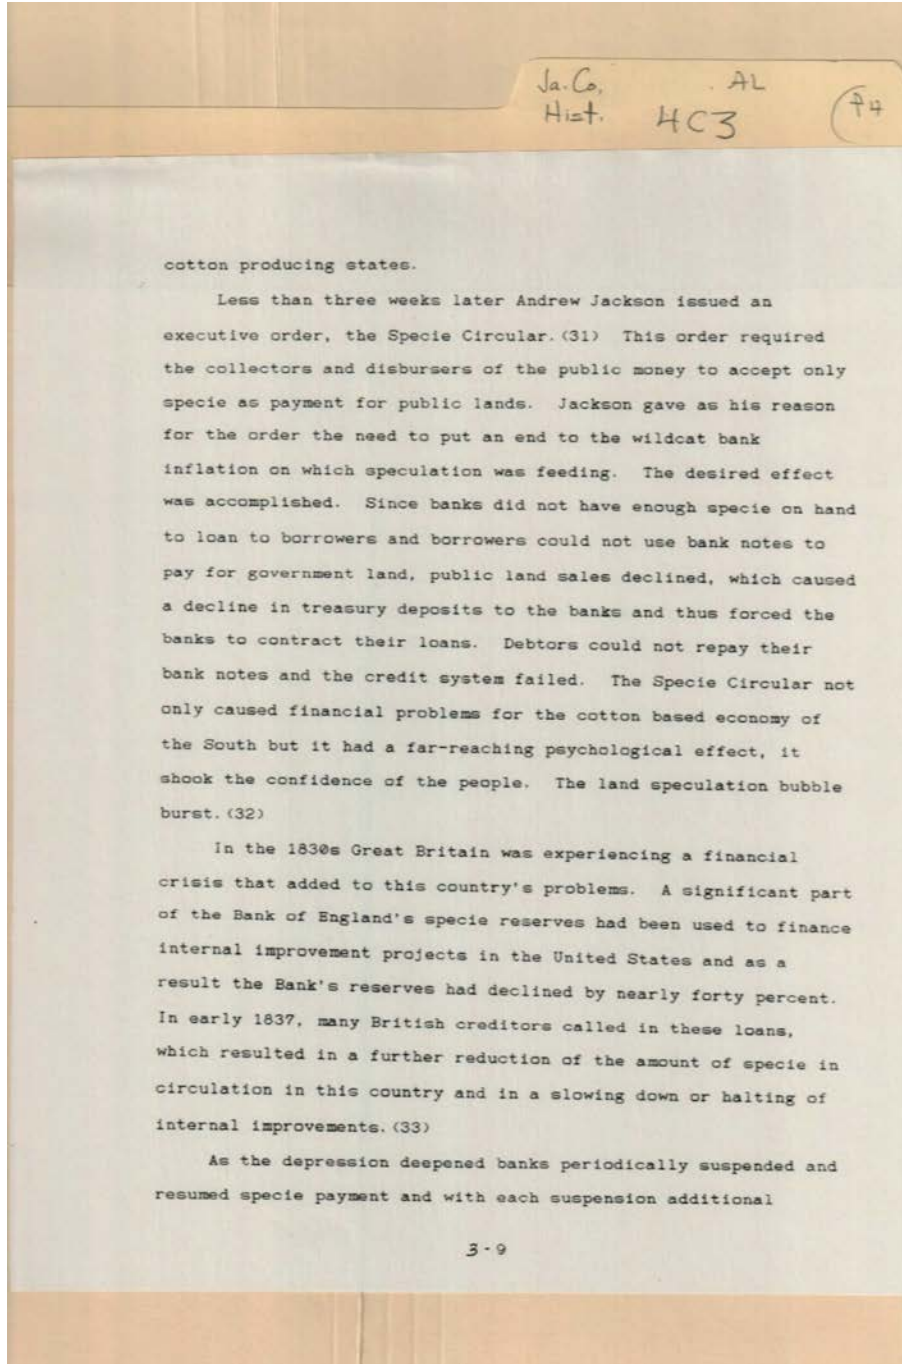 Ja. Co, . AL
Hist. 4C3 P4
cotton producing states.
Less than three weeks later Andrew Jackson issued an
executive order, the Specie Circular.(31) This order required
the collectors and disbursers of the public money to accept only
specie as payment for public lands. Jackson gave as his reason
for the order the need to put an end to the wildcat bank
inflation on which speculation was feeding. The desired effect
was accomplished. Since banks did not have enough specie on hand
to loan to borrowers and borrowers could not use bank notes to
pay for government land, public land sales declined, which caused
a decline in treasury deposits to the banks and thus forced the
banks to contract their loans. Debtors could not repay their
bank notes and the credit system failed. The Specie Circular not
only caused financial problems for the cotton based economy of
the South but it had a far-reaching psychological effect, it
shook the confidence of the people. The land speculation bubble
burst.(32)
In the 1830s Great Britain was experiencing a financial
crisis that added to this country's problems. A significant part
of the Bank of England's specie reserves had been used to finance
internal improvement projects in the United States and as a
result the Bank's reserves had declined by nearly forty percent.
In early 1837, many British creditors called in these loans,
which resulted in a further reduction of the amount of specie in
circulation in this country and in a slowing down or halting of
internal improvements.(33)
As the depression deepened banks periodically suspended and
resumed specie payment and with each suspension additional
3-9